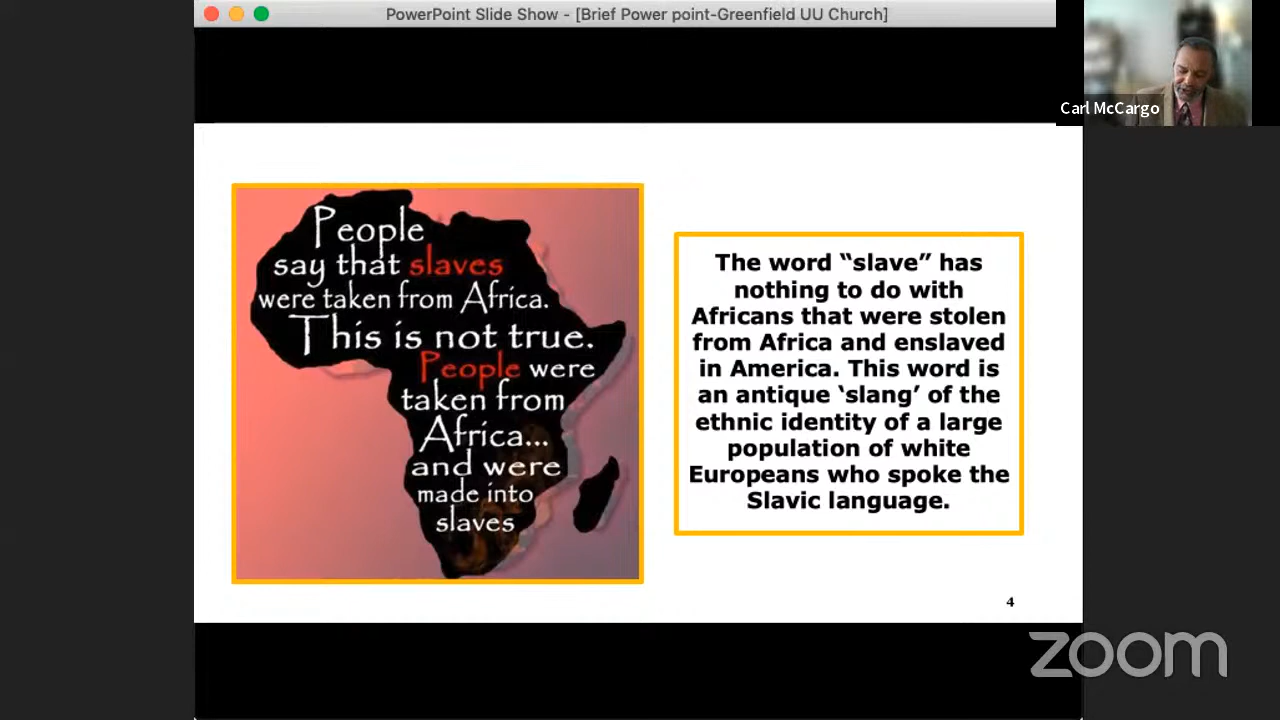 PowerPoint Slide Show - [Brief Power point-Greenfield UU Church]
Carl McCargo
People
say that slaves
were taken from Africa.
This is not true.
People were
taken from
Africa...
and were
made into
slaves
The word “slave” has
nothing to do with
Africans that were stolen
from Africa and enslaved
in America. This word is
an antique ‘slang’ of the
ethnic identity of a large
population of white
Europeans who spoke the
Slavic language.
4
zoom